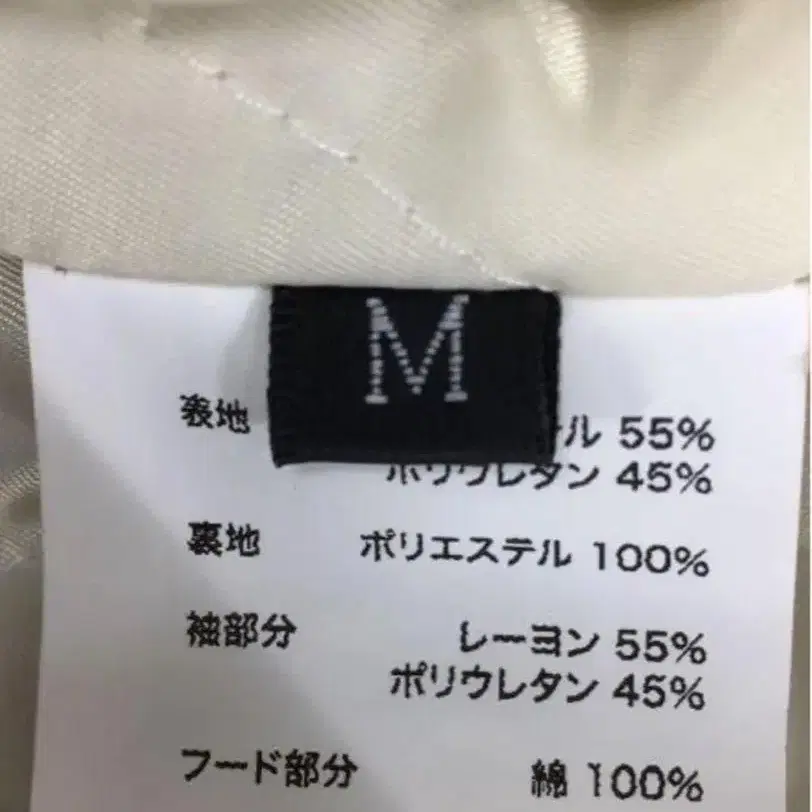 M
表地
ル 55%
ポリウレタン 45%
裏地 ポリエステル 100%
袖部分 レーヨン 55%
ポリウレタン 45%
フード部分 綿 100%